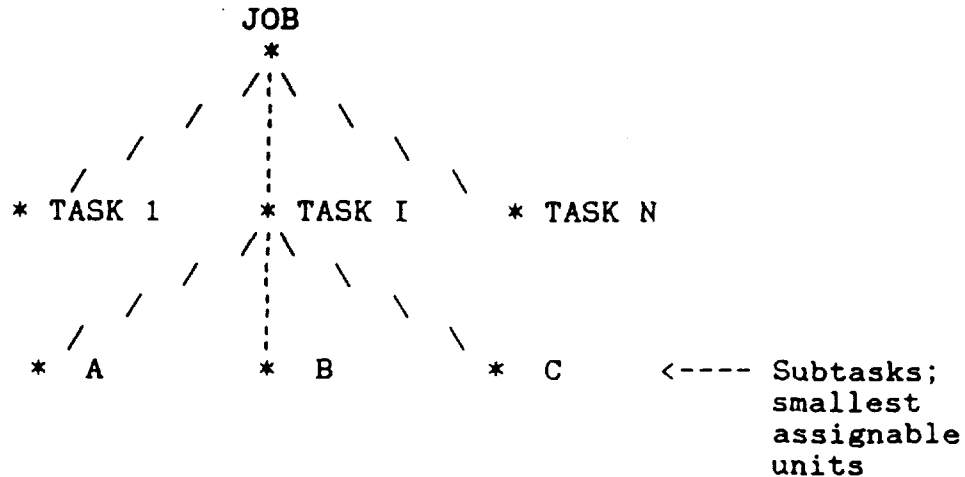 JOB
* 
* TASK 1 * TASK I * TASK N
* A * B * C <---- Subtasks;
smallest
assignable
units